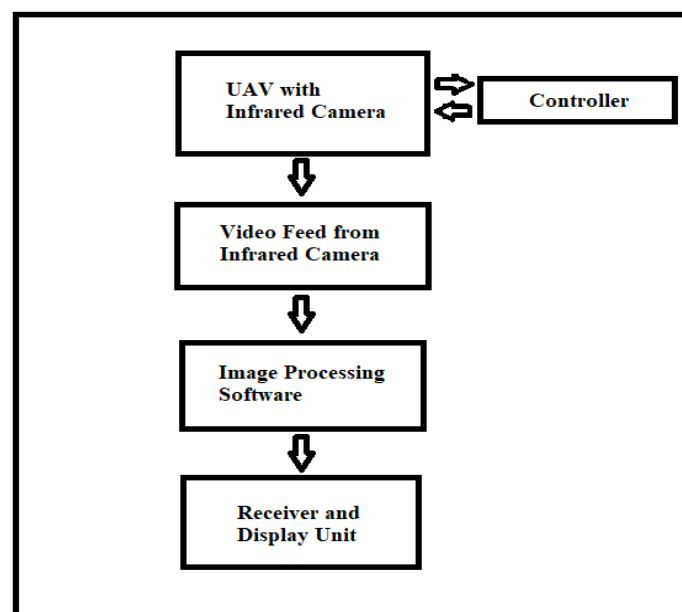 UAV with
Infrared Camera
Controller
Video Feed from
Infrared Camera
Image Processing
Software
Receiver and
Display Unit